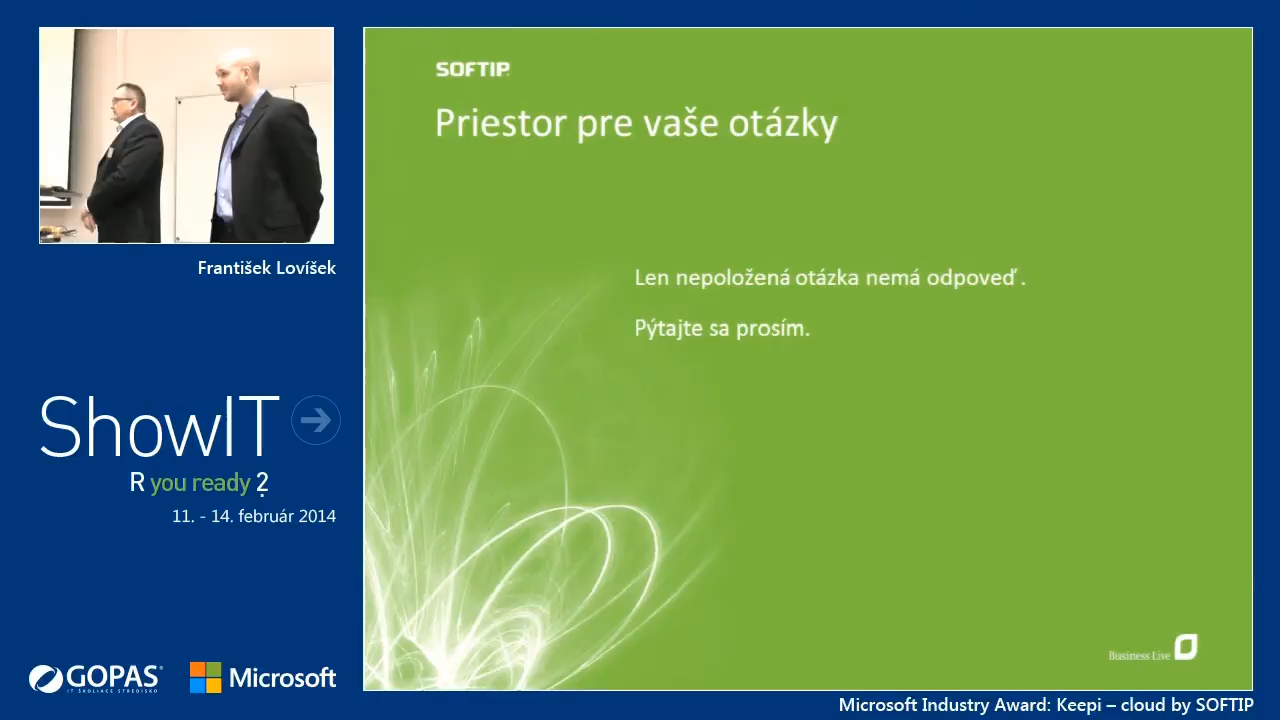 František Lovíšek
ShowIT
R you ready ?
11. - 14. február 2014
GOPAS
IT ŠKOLIACE STREDISKO
Microsoft
SOFTIP
Priestor pre vaše otázky
Len nepoložená otázka nemá odpoveď .
Pýtajte sa prosím.
Business Live
Microsoft Industry Award: Keepi – cloud by SOFTIP